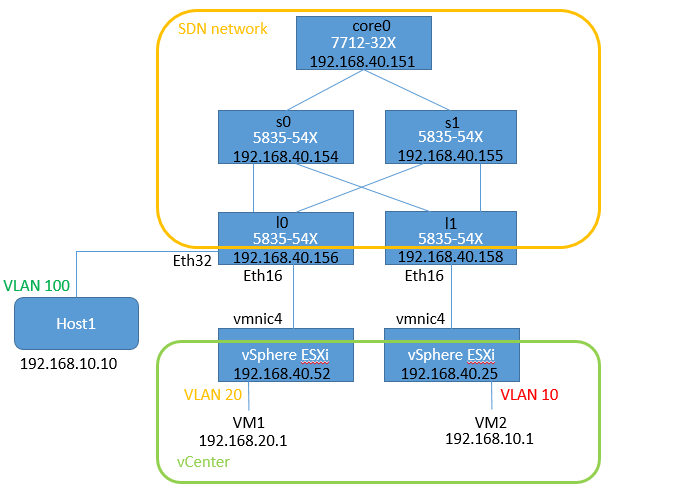 SDN network
core0
7712-32X
192.168.40.151
s0
5835-54X
192.168.40.154
s1
5835-54X
192.168.40.155
l0
5835-54X
192.168.40.156
l1
5835-54X
192.168.40.158
Eth32
Eth16
Eth16
VLAN 100
Host1
192.168.10.10
vmnic4
vmnic4
vSphere ESXi
192.168.40.52
vSphere ESXi
192.168.40.25
VLAN 20
VLAN 10
VM1
192.168.20.1
VM2
192.168.10.1
vCenter